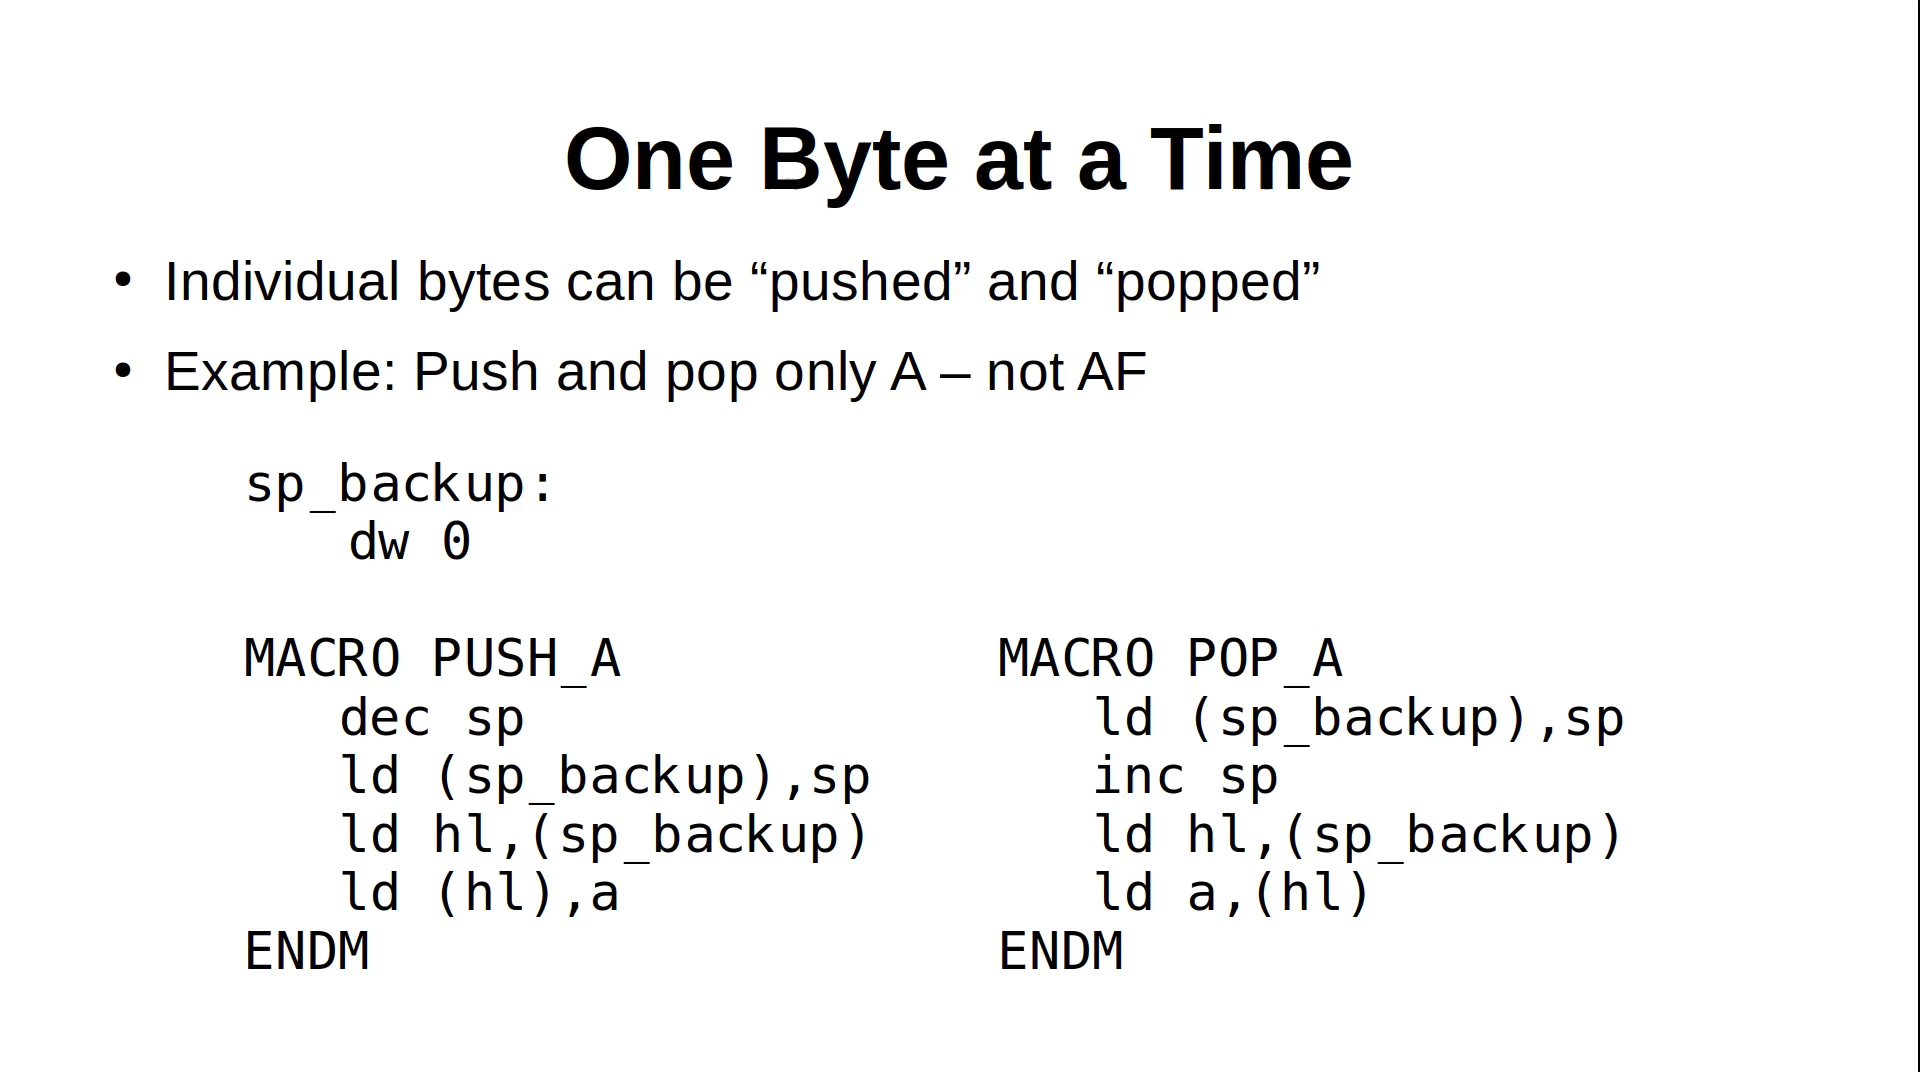 One Byte at a Time
• Individual bytes can be “pushed” and “popped”
• Example: Push and pop only A – not AF
sp_backup:
dw 0
MACRO PUSH_A
dec sp
ld (sp_backup),sp
ld hl,(sp_backup)
ld (hl),a
ENDM
MACRO POP_A
ld (sp_backup),sp
inc sp
ld hl,(sp_backup)
ld a,(hl)
ENDM